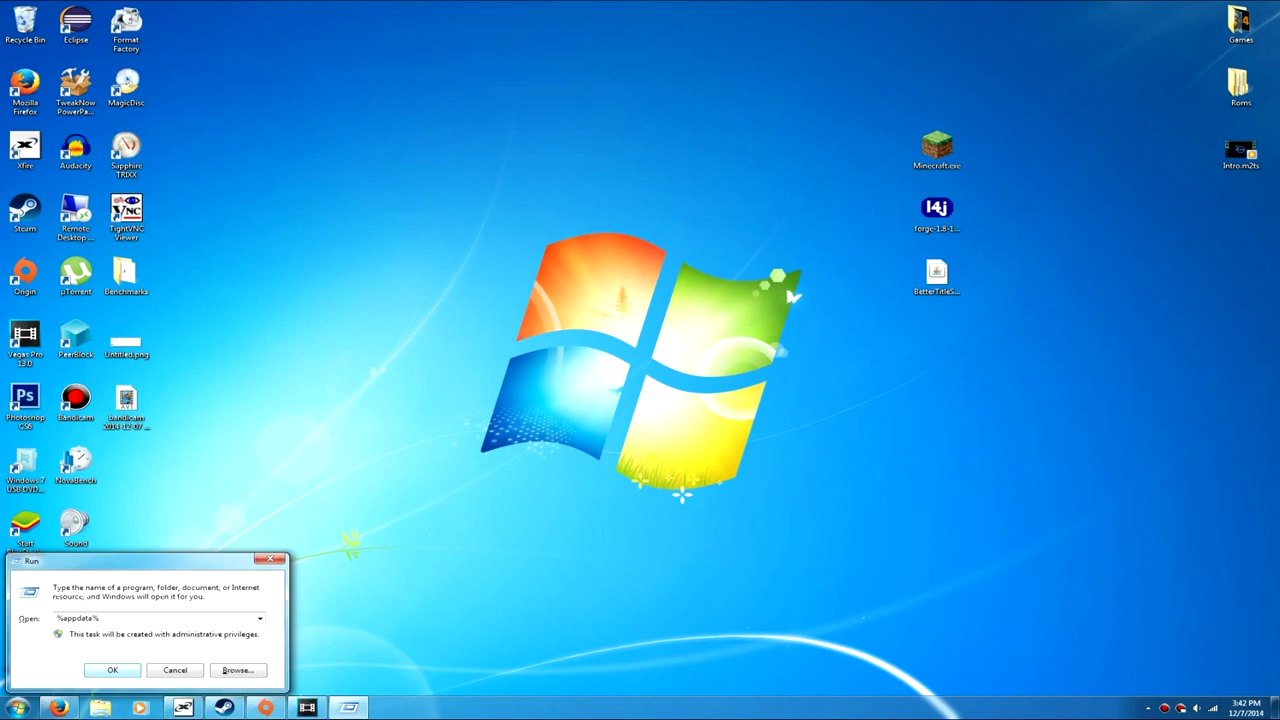 Recycle Bin
Eclipse
Format
Factory
Games
Mozilla
Firefox
TweakNow
PowerPa...
MagicDisc
Roms
Xfire
Audacity
Sapphire
TRIXX
Minecraft.exe
Intro.m2ts
Steam
Remote
Desktop ...
TightVNC
Viewer
l4j
forge-1.8-1...
Origin
µTorrent
Benchmarks
BetterTitleS...
Vegas Pro
13.0
PeerBlock
Untitled.png
Ps
Photoshop
CS6
Bandicam
bandicam
2014-12-07 ...
Windows 7
USB DVD...
NovaBench
Start
Sound
Run
Type the name of a program, folder, document, or Internet
resource, and Windows will open it for you.
Open:
%appdata%
This task will be created with administrative privileges.
OK
Cancel
Browse...
3:42 PM
12/7/2014